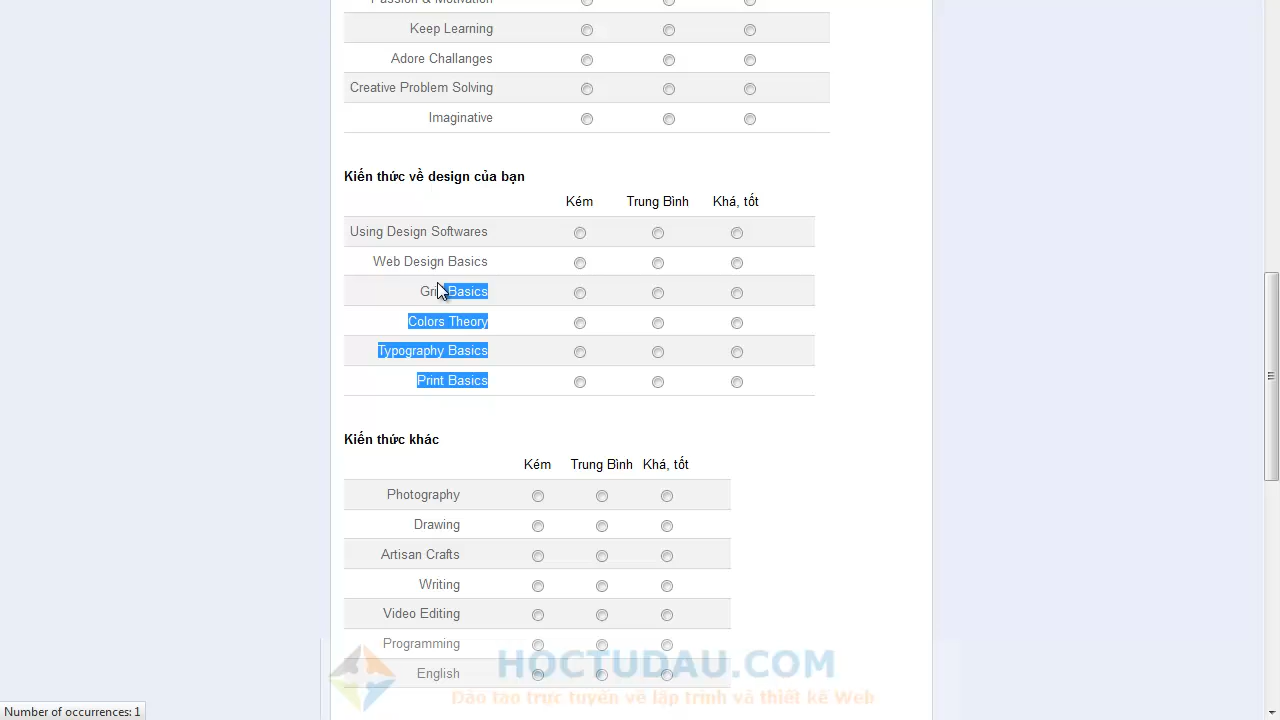 Passion & Motivation
Keep Learning
Adore Challanges
Creative Problem Solving
Imaginative
Kiến thức về design của bạn
Kém Trung Bình Khá, tốt
Using Design Softwares
Web Design Basics
Grid Basics
Colors Theory
Typography Basics
Print Basics
Kiến thức khác
Kém Trung Bình Khá, tốt
Photography
Drawing
Artisan Crafts
Writing
Video Editing
Programming
English
HOCTUDAU.COM
Đào tạo trực tuyến về lập trình và thiết kế Web
Number of occurrences: 1